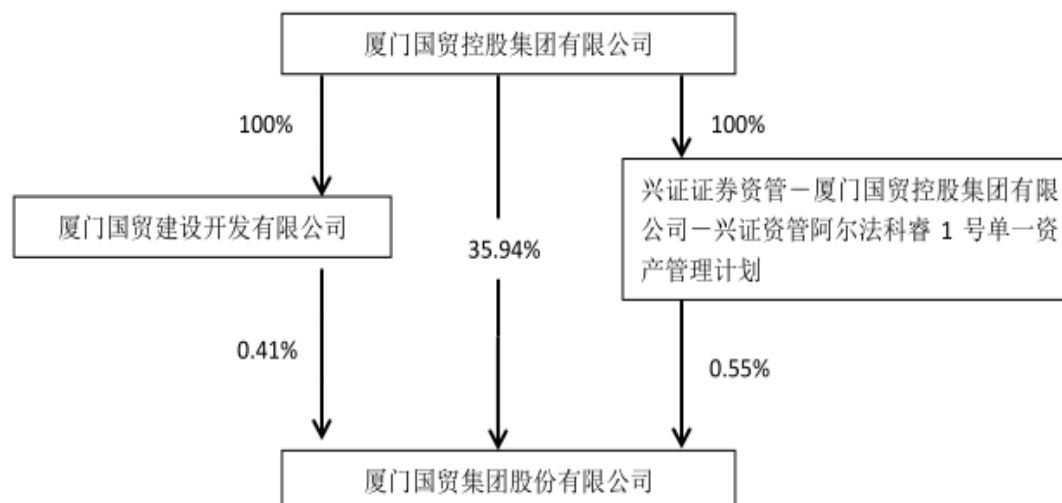 厦门国贸控股集团有限公司
100%
100%
兴证证券资管－厦门国贸控股集团有限
公司－兴证资管阿尔法科睿 1 号单一资
产管理计划
厦门国贸建设开发有限公司
35.94%
0.41%
0.55%
厦门国贸集团股份有限公司